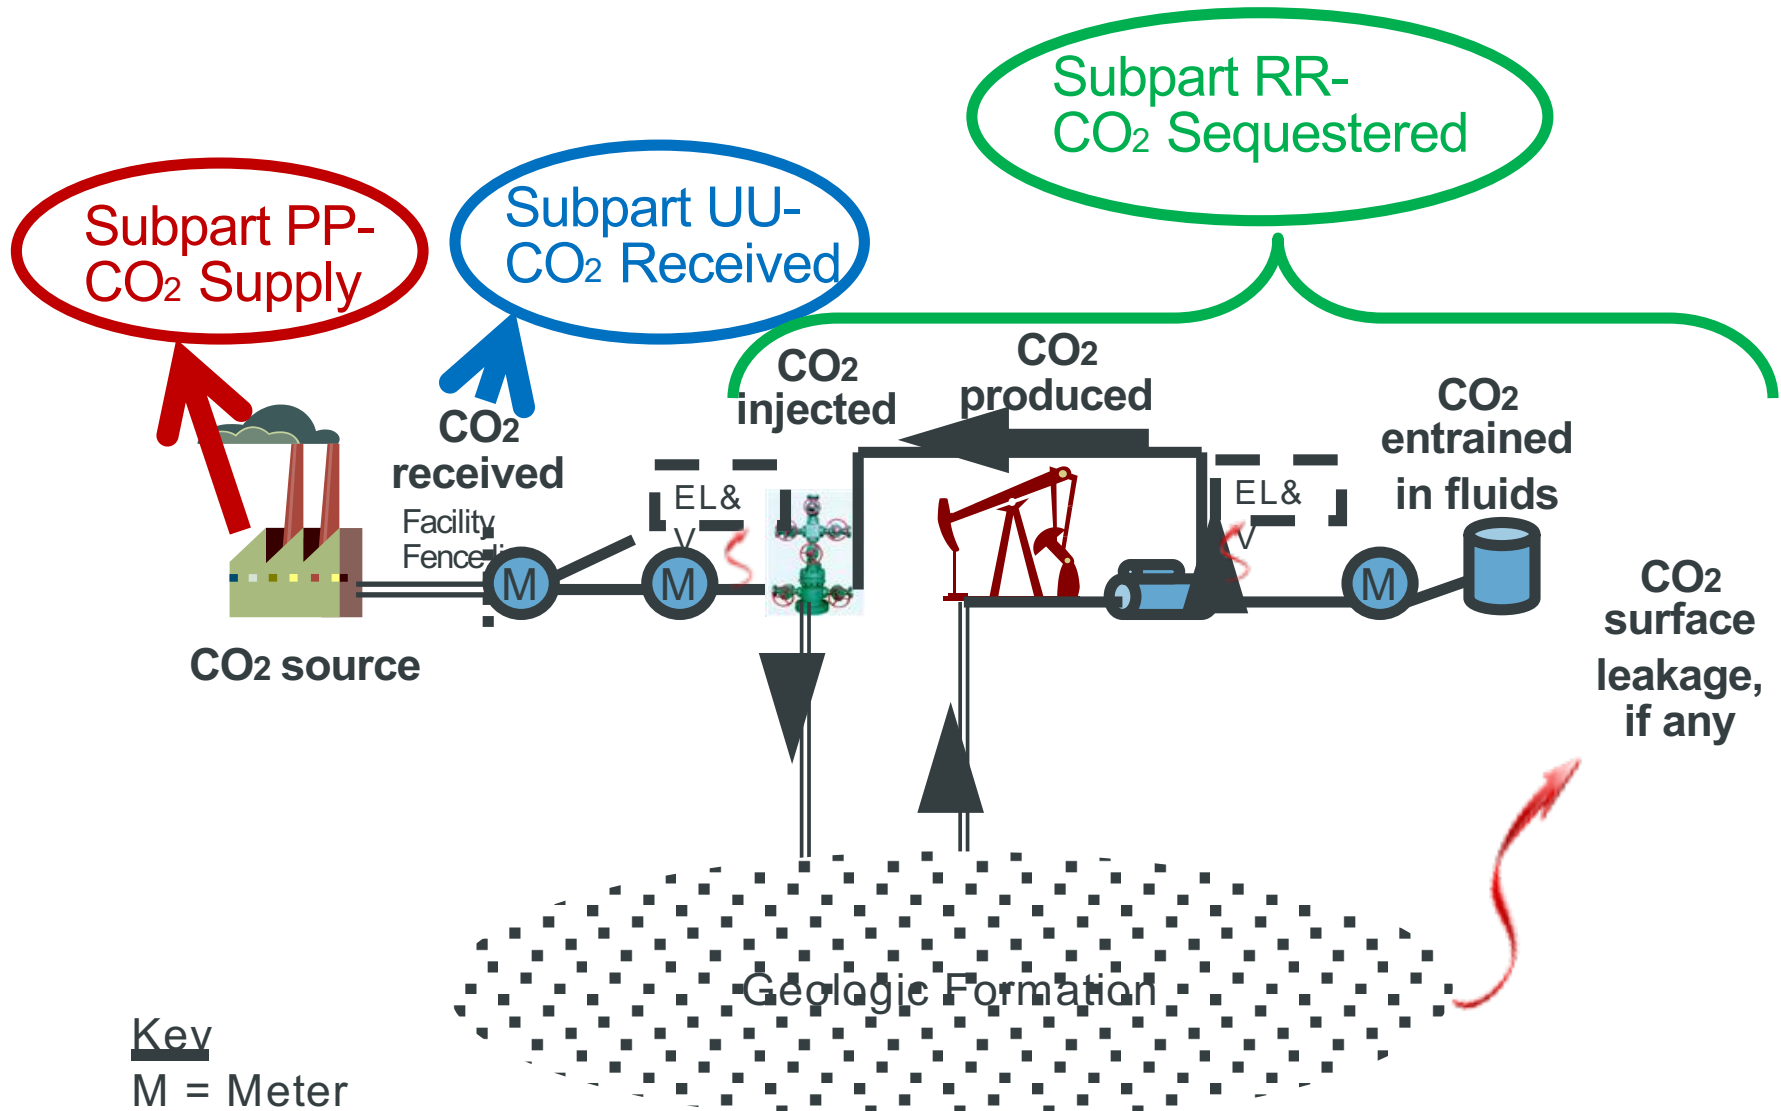 Subpart RR-
CO2 Sequestered
Subpart PP-
CO2 Supply
Subpart UU-
CO2 Received
CO2
injected
CO2
produced
CO2
entrained
in fluids
CO2
received
Facility
EL&
V
EL&
V
M
M
M
CO2 source
CO2
surface
leakage,
if any
Geologic Formation
Key
M = Meter